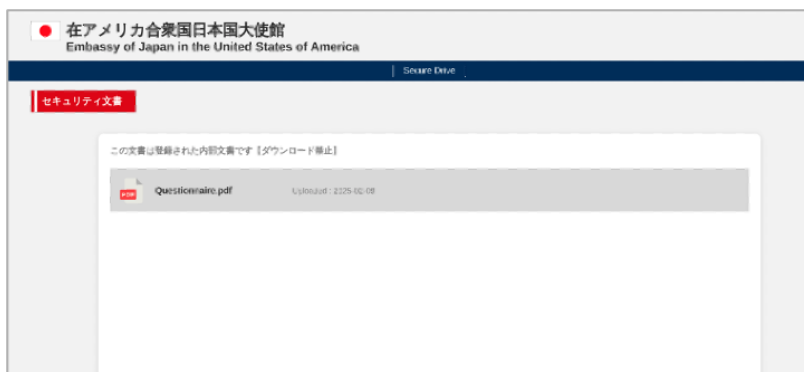 在アメリカ合衆国日本国大使館
Embassy of Japan in the United States of America
Secure Drive
セキュリティ文書
この文書は登録された内部文書です【ダウンロード禁止】
PDF
Questionnaire.pdf
Uploaded : 2025-02-09